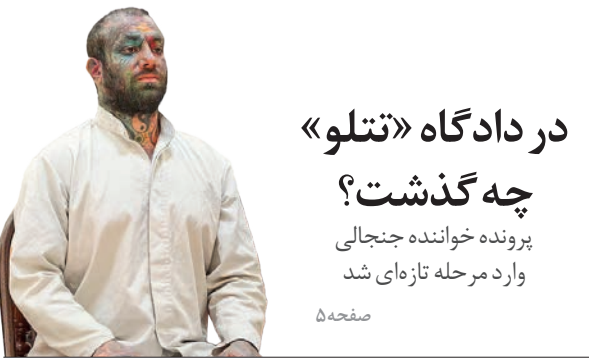 در دادگاه «تتلو»
چه گذشت؟
پرونده خواننده جنجالی
وارد مرحله تازه‌ای شد
صفحه۵